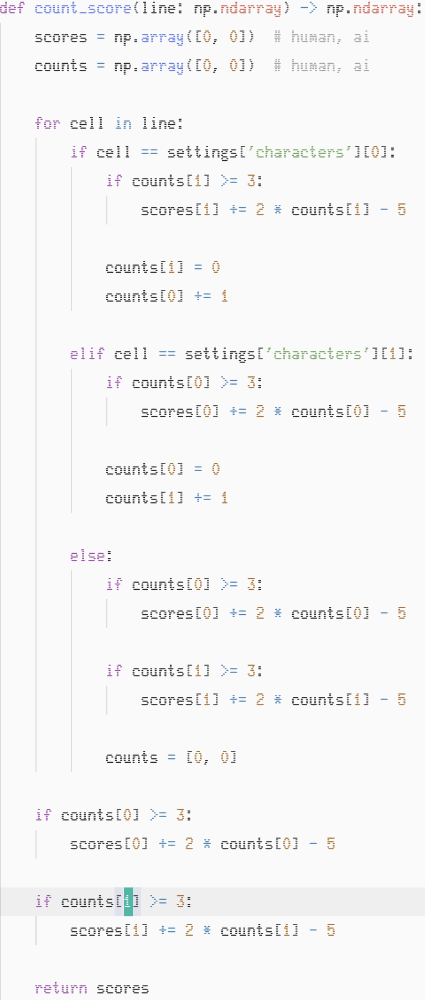 def count_score(line: np.ndarray) -> np.ndarray:
    scores = np.array([0, 0])  # human, ai
    counts = np.array([0, 0])  # human, ai

    for cell in line:
        if cell == settings['characters'][0]:
            if counts[1] >= 3:
                scores[1] += 2 * counts[1] - 5

            counts[1] = 0
            counts[0] += 1

        elif cell == settings['characters'][1]:
            if counts[0] >= 3:
                scores[0] += 2 * counts[0] - 5

            counts[0] = 0
            counts[1] += 1

        else:
            if counts[0] >= 3:
                scores[0] += 2 * counts[0] - 5

            if counts[1] >= 3:
                scores[1] += 2 * counts[1] - 5

            counts = [0, 0]

    if counts[0] >= 3:
        scores[0] += 2 * counts[0] - 5

    if counts[1] >= 3:
        scores[1] += 2 * counts[1] - 5

    return scores